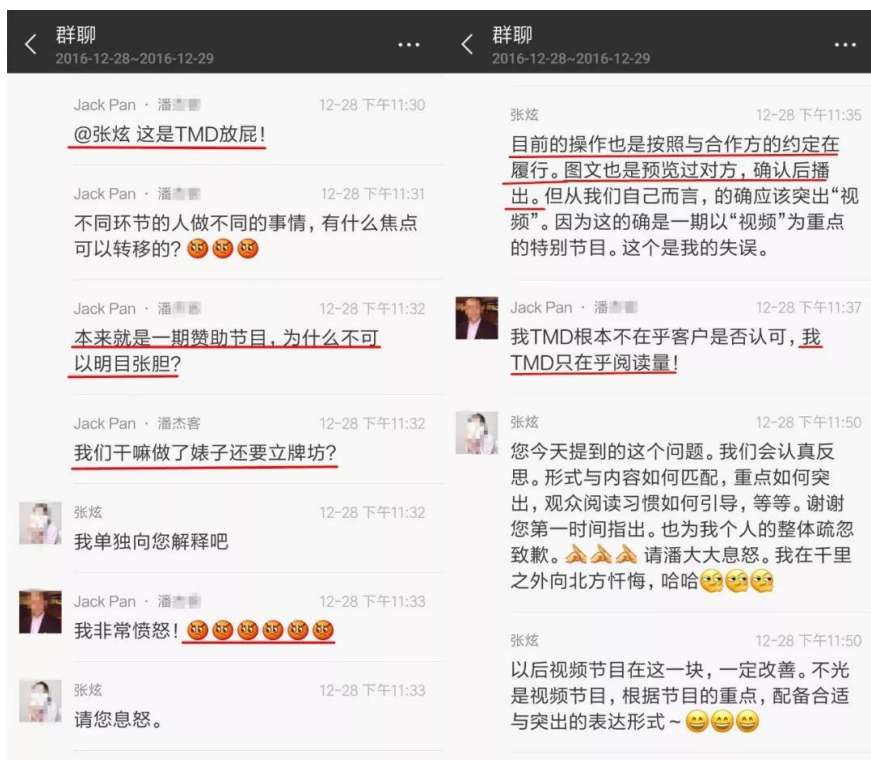 群聊
2016-12-28~2016-12-29
Jack Pan · 潘
12-28 下午11:30
@张炫 这是TMD放屁！
Jack Pan · 潘
12-28 下午11:31
不同环节的人做不同的事情，有什么焦点
可以转移的？
Jack Pan · 潘
12-28 下午11:32
本来就是一期赞助节目，为什么不可
以明目张胆？
Jack Pan · 潘杰客
12-28 下午11:32
我们干嘛做了婊子还要立牌坊？
张炫
12-28 下午11:32
我单独向您解释吧
Jack Pan · 潘
12-28 下午11:33
我非常愤怒！
张炫
12-28 下午11:33
请您息怒。
群聊
2016-12-28~2016-12-29
张炫
12-28 下午11:35
目前的操作也是按照与合作方的约定在
履行。图文也是预览过对方，确认后播
出。但从我们自己而言，的确应该突出“视
频”。因为这的确是一期以“视频”为重点
的特别节目。这个是我的失误。
Jack Pan · 潘
12-28 下午11:37
我TMD根本不在乎客户是否认可，我
TMD只在乎阅读量！
张炫
12-28 下午11:50
您今天提到的这个问题。我们会认真反
思。形式与内容如何匹配，重点如何突
出，观众阅读习惯如何引导，等等。谢谢
您第一时间指出。也为我个人的整体疏忽
致歉。 请潘大大息怒。我在千里
之外向北方忏悔，哈哈
张炫
12-28 下午11:50
以后视频节目在这一块，一定改善。不光
是视频节目，根据节目的重点，配备合适
与突出的表达形式～